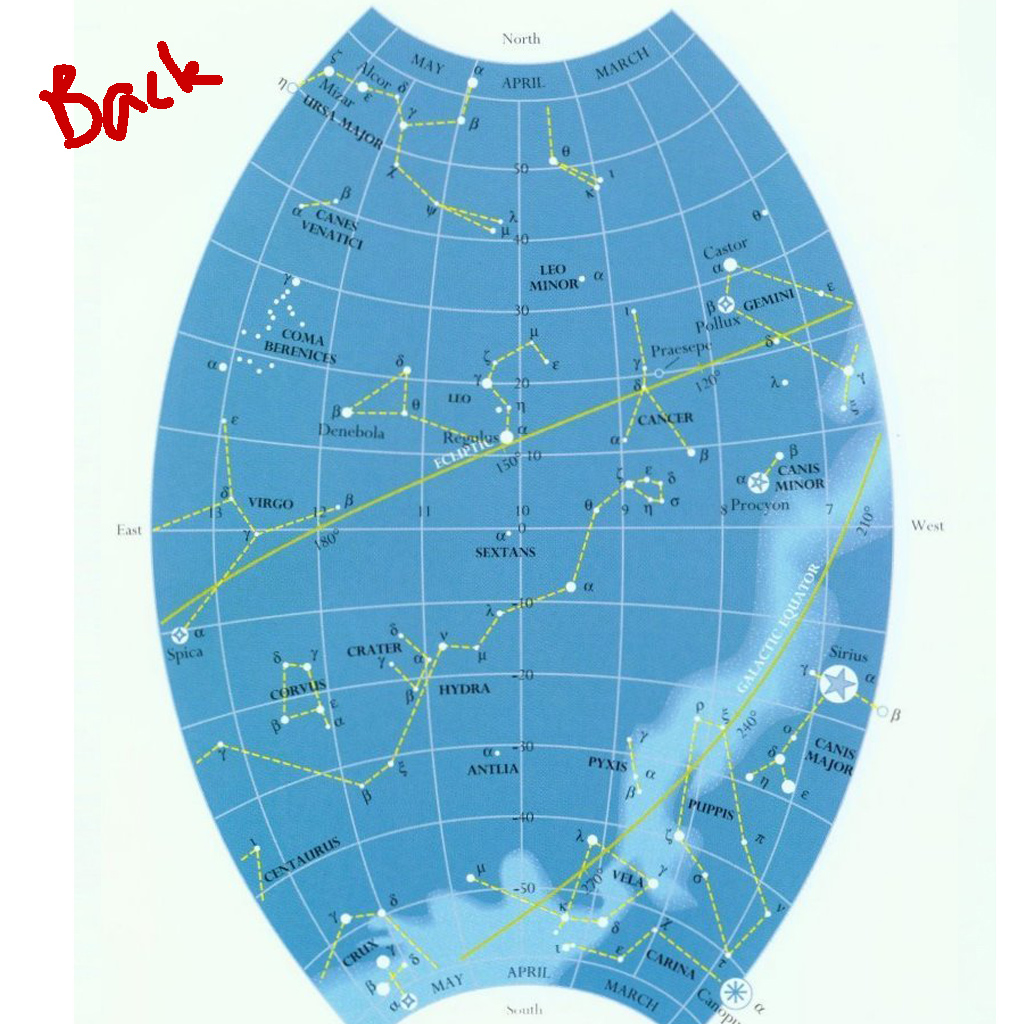 Back
North
MAY
APRIL
MARCH
η
ζ
Alcor
δ
α
Mizar
ε
URSA MAJOR
γ
β
θ
50
χ
ι
κ
ψ
λ
μ
β
α
CANES
VENATICI
θ
40
Castor
α
LEO
MINOR
α
γ
ε
GEMINI
β
Pollux
30
ι
COMA
BERENICES
μ
δ
Praesepe
α
δ
ζ
ε
γ
γ
120°
λ
γ
20
δ
ξ
LEO
η
β
θ
CANCER
ε
Denebola
Regulus
α
α
ECLIPTIC
150°
10
β
β
CANIS
MINOR
α
ζ
ε
δ
Procyon
δ
VIRGO
β
θ
η
σ
13
12
11
10
9
8
7
210°
East
γ
180°
0
West
α
SEXTANS
α
-10
λ
GALACTIC EQUATOR
α
Spica
δ
ν
CRATER
γ
α
μ
Sirius
δ
γ
γ
α
-20
CORVUS
β
HYDRA
ε
β
α
ρ
ξ
β
240°
ο
γ
-30
γ
α
ANTLIA
PYXIS
α
δ
CANIS
MAJOR
ξ
η
ε
β
β
PUPPIS
-40
ι
CENTAURUS
λ
ζ
π
μ
γ
270°
VELA
σ
-50
γ
δ
κ
δ
χ
ν
CRUX
γ
δ
ι
ε
CARINA
τ
β
α
MAY
APRIL
MARCH
Canopu
α
South